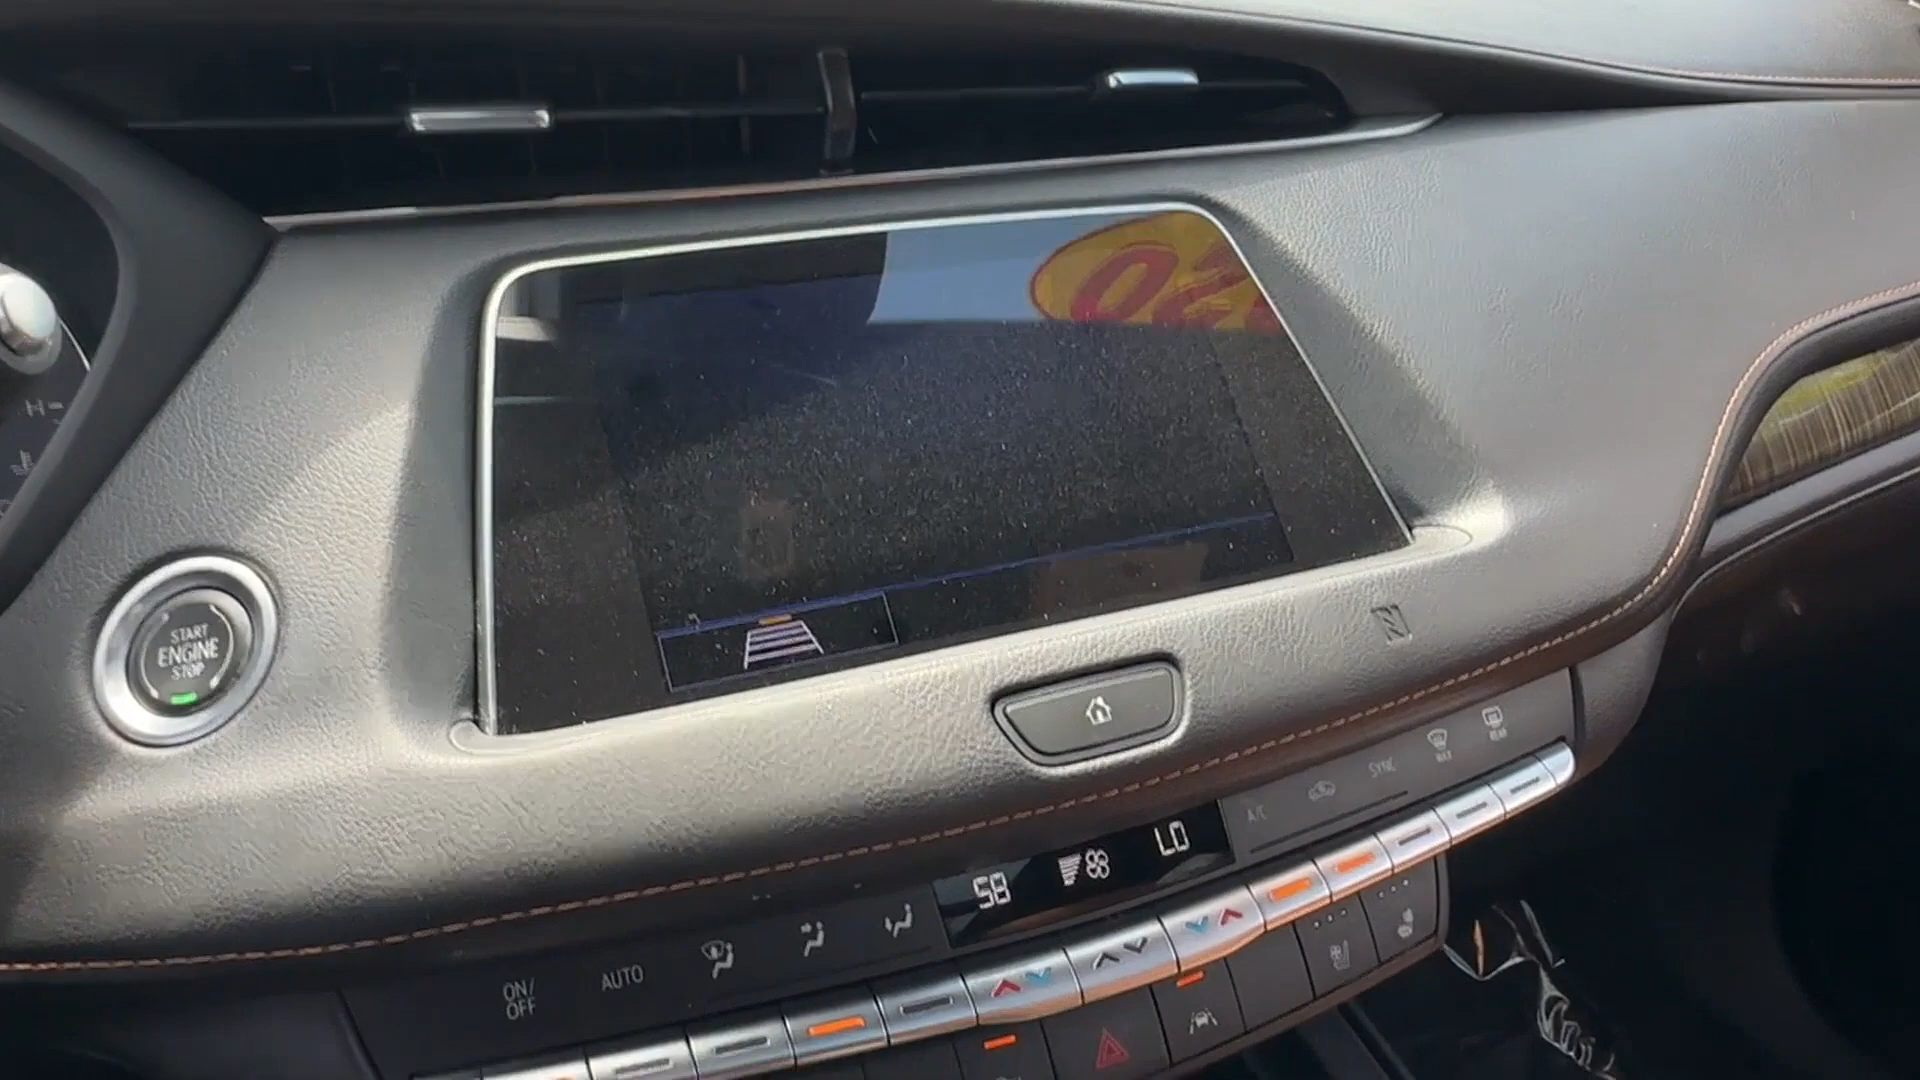 START
ENGINE
STOP
58
LO
A/C
SYNC
MAX
REAR
ON/
OFF
AUTO